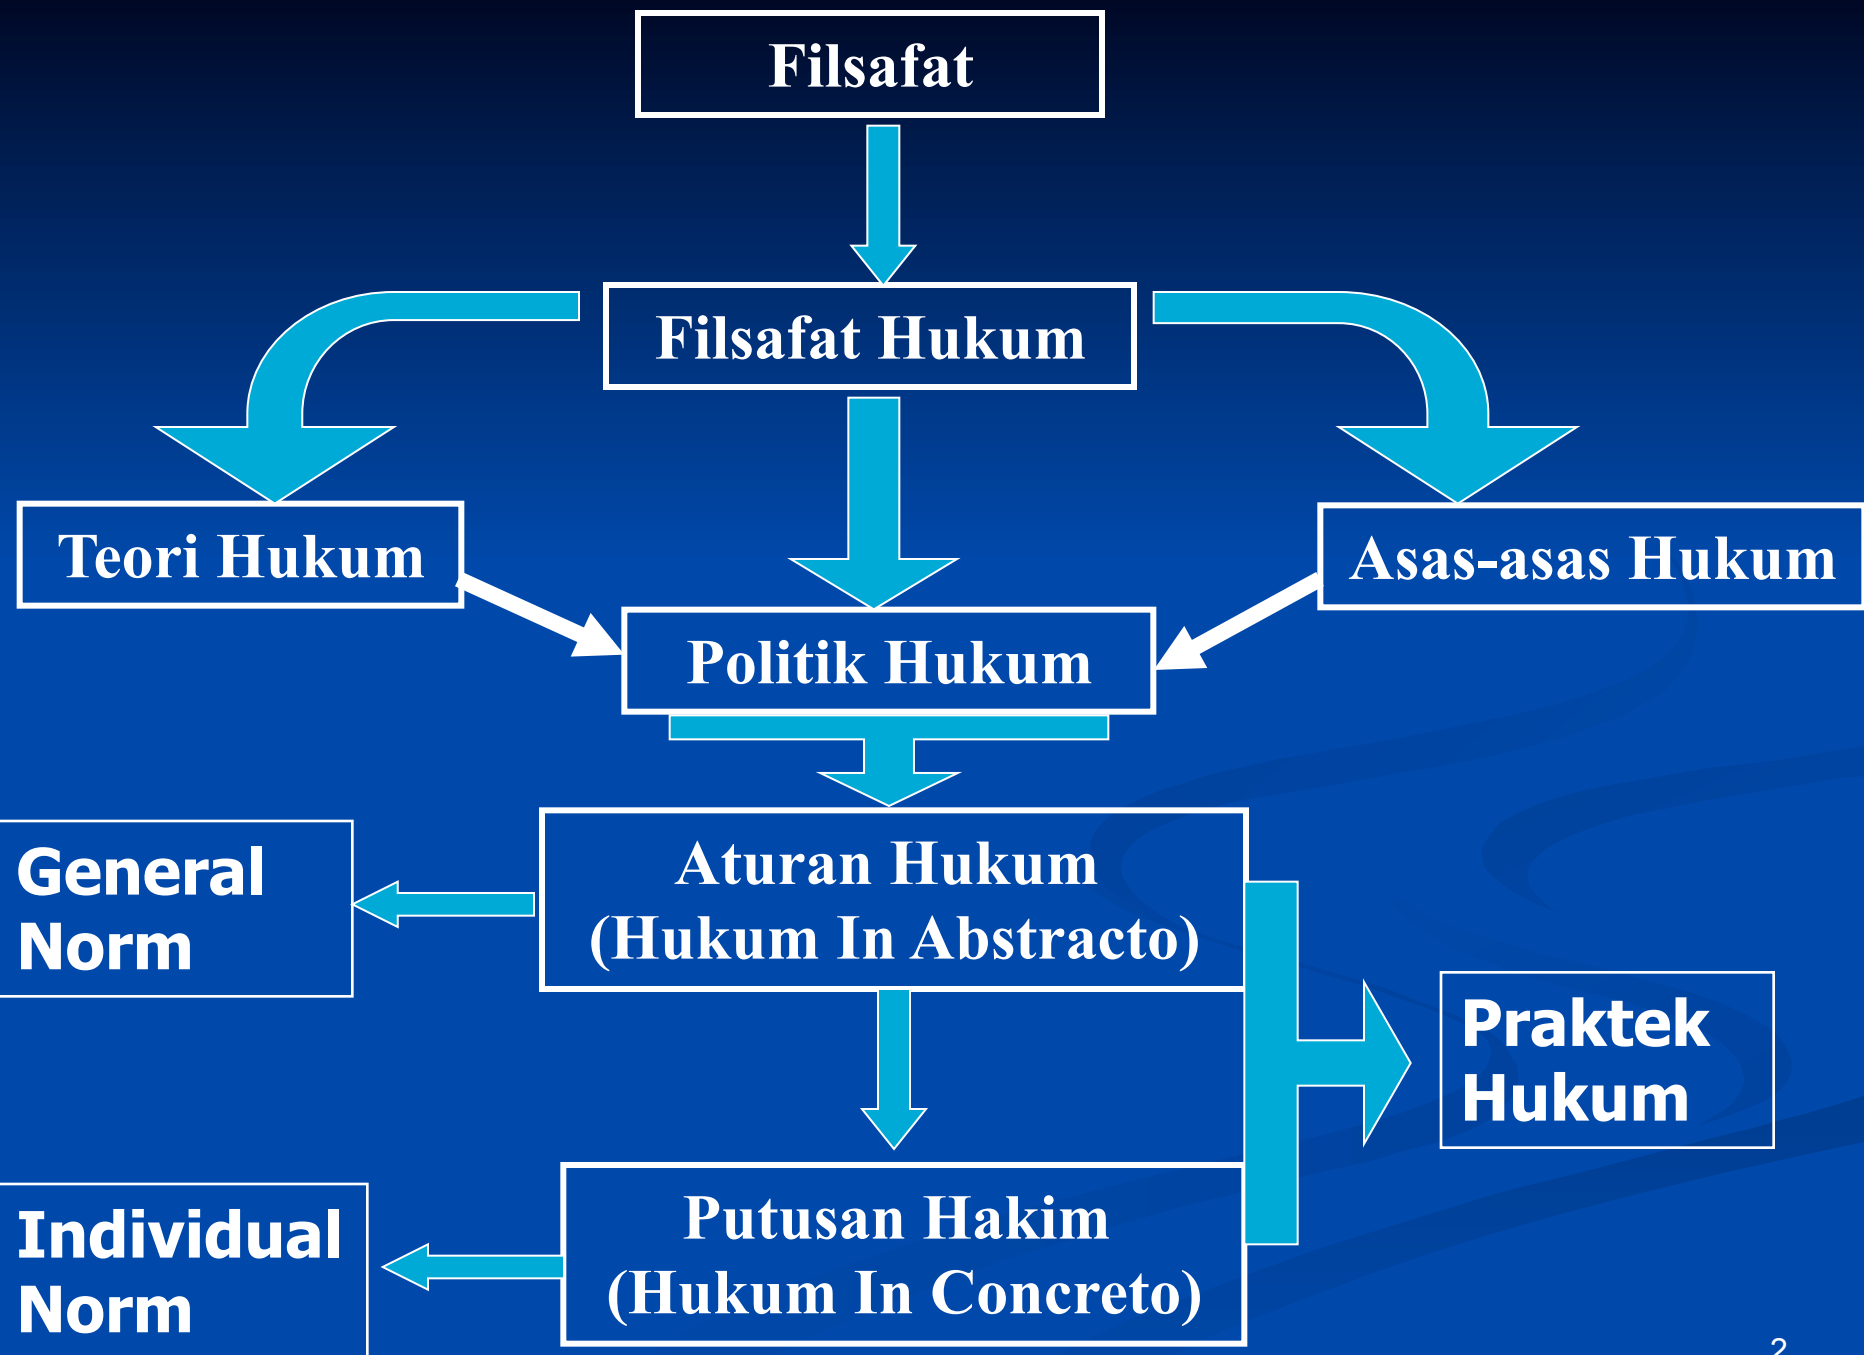 Filsafat
Filsafat Hukum
Teori Hukum
Asas-asas Hukum
Politik Hukum
General
Norm
Aturan Hukum
(Hukum In Abstracto)
Praktek
Hukum
Individual
Norm
Putusan Hakim
(Hukum In Concreto)
2